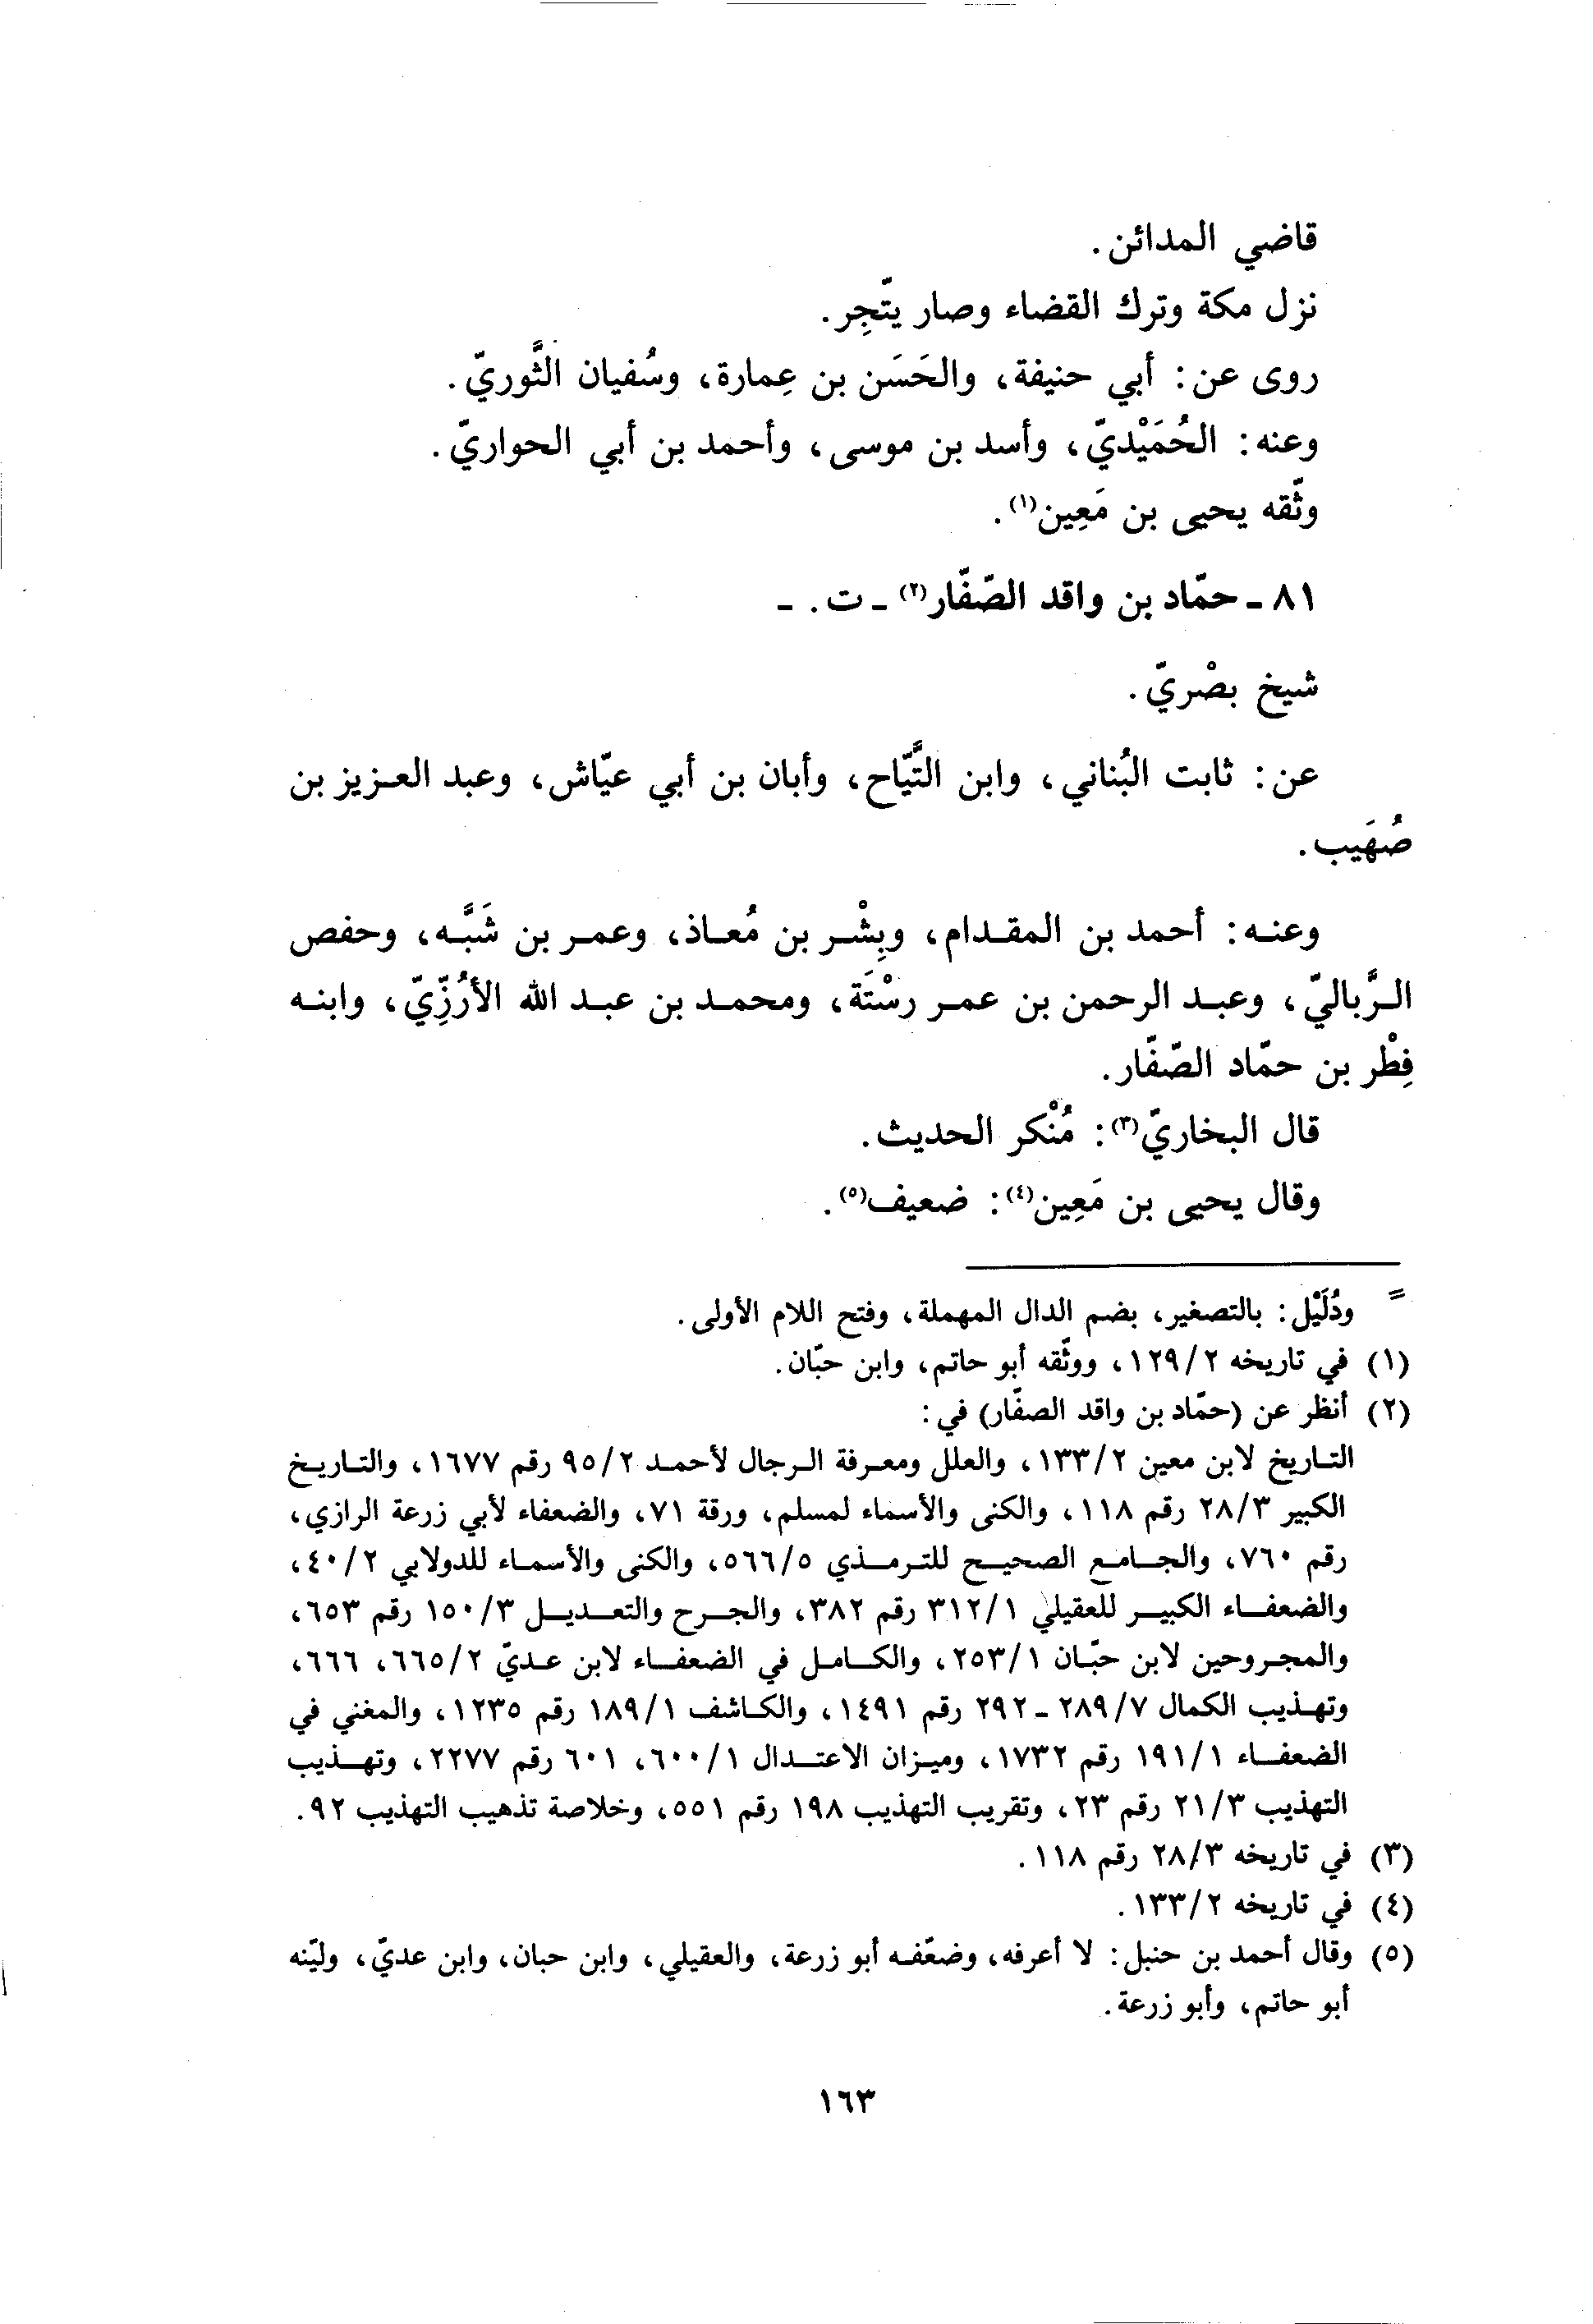 قاضي المدائن.
نزل مكة وترك القضاء وصار يتّجِر.
روى عن: أبي حنيفة، والحَسَن بن عِمارة، وسُفيان الثَّوريّ.
وعنه: الحُمَيْديّ، وأسد بن موسى، وأحمد بن أبي الحواريّ.
وثّقه يحيى بن مَعِين(١).
٨١ - حمّاد بن واقد الصّفّار(٢) - ت. -
شيخ بصْريّ.
عن: ثابت البُناني، وابن التَّيّاح، وأبان بن أبي عيّاش، وعبد العزيز بن
صُهَيب.
وعنه: أحمد بن المقدام، وبِشْر بن مُعاذ، وعمر بن شَبَّه، وحفص
الرَّباليّ، وعبد الرحمن بن عمر رسْتَة، ومحمد بن عبد الله الأرُزّيّ، وابنه
فِطْر بن حمّاد الصّفّار.
قال البخاريّ(٣): مُنْكر الحديث.
وقال يحيى بن مَعِين(٤): ضعيف(٥).
= ودُلَيْل: بالتصغير، بضم الدال المهملة، وفتح اللام الأولى.
(١) في تاريخه ١٢٩/٢، ووثّقه أبو حاتم، وابن حبّان.
(٢) أنظر عن (حمّاد بن واقد الصفّار) في:
التاريخ لابن معين ١٣٣/٢، والعلل ومعرفة الرجال لأحمد ٩٥/٢ رقم ١٦٧٧، والتاريخ
الكبير ٢٨/٣ رقم ١١٨، والكنى والأسماء لمسلم، ورقة ٧١، والضعفاء لأبي زرعة الرازي،
رقم ٧٦٠، والجامع الصحيح للترمذي ٥٦٦/٥، والكنى والأسماء للدولابي ٤٠/٢،
والضعفاء الكبير للعقيلي ٣١٢/١ رقم ٣٨٢، والجرح والتعديل ١٥٠/٣ رقم ٦٥٣،
والمجروحين لابن حبّان ٢٥٣/١، والكامل في الضعفاء لابن عديّ ٦٦٥/٢، ٦٦٦،
وتهذيب الكمال ٢٨٩/٧ - ٢٩٢ رقم ١٤٩١، والكاشف ١٨٩/١ رقم ١٢٣٥، والمغني في
الضعفاء ١٩١/١ رقم ١٧٣٢، وميزان الاعتدال ٦٠٠/١، ٦٠١ رقم ٢٢٧٧، وتهذيب
التهذيب ٢١/٣ رقم ٢٣، وتقريب التهذيب ١٩٨ رقم ٥٥١، وخلاصة تذهيب التهذيب ٩٢.
(٣) في تاريخه ٢٨/٣ رقم ١١٨.
(٤) في تاريخه ١٣٣/٢.
(٥) وقال أحمد بن حنبل: لا أعرفه، وضعّفه أبو زرعة، والعقيلي، وابن حبان، وابن عديّ، وليّنه
أبو حاتم، وأبو زرعة.
١٦٣